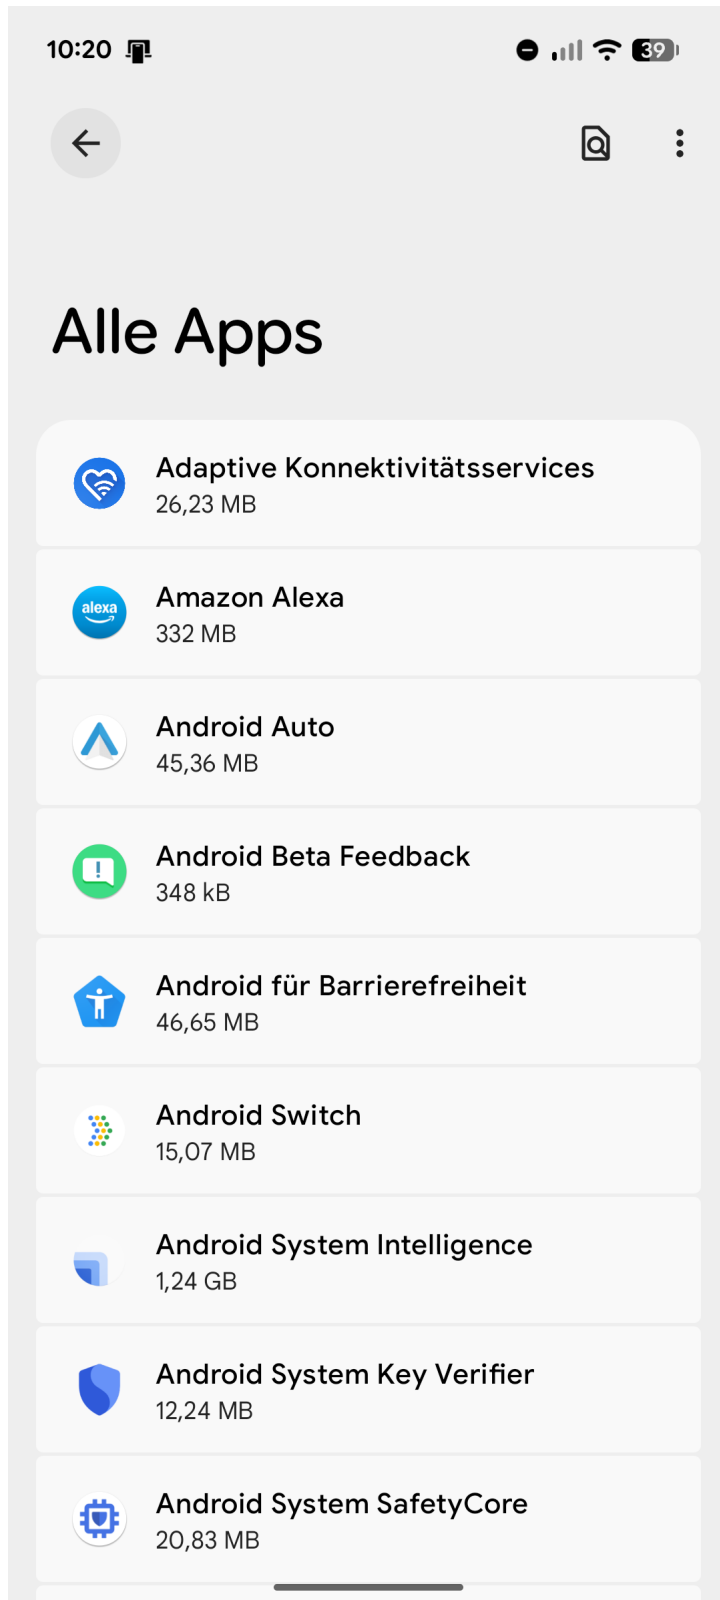 10:20
39
Alle Apps
Adaptive Konnektivitätsservices
26,23 MB
alexa
Amazon Alexa
332 MB
Android Auto
45,36 MB
Android Beta Feedback
348 kB
Android für Barrierefreiheit
46,65 MB
Android Switch
15,07 MB
Android System Intelligence
1,24 GB
Android System Key Verifier
12,24 MB
Android System SafetyCore
20,83 MB